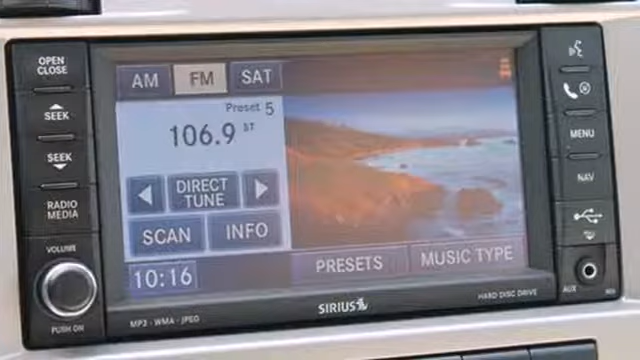 OPEN
CLOSE
SEEK
SEEK
RADIO
MEDIA
VOLUME
PUSH ON
AM FM SAT
Preset 5
106.9 ST
DIRECT
TUNE
SCAN INFO
10:16
PRESETS
MUSIC TYPE
MP3 - WMA - JPEG
SIRIUS
HARD DISC DRIVE
MENU
NAV
AUX